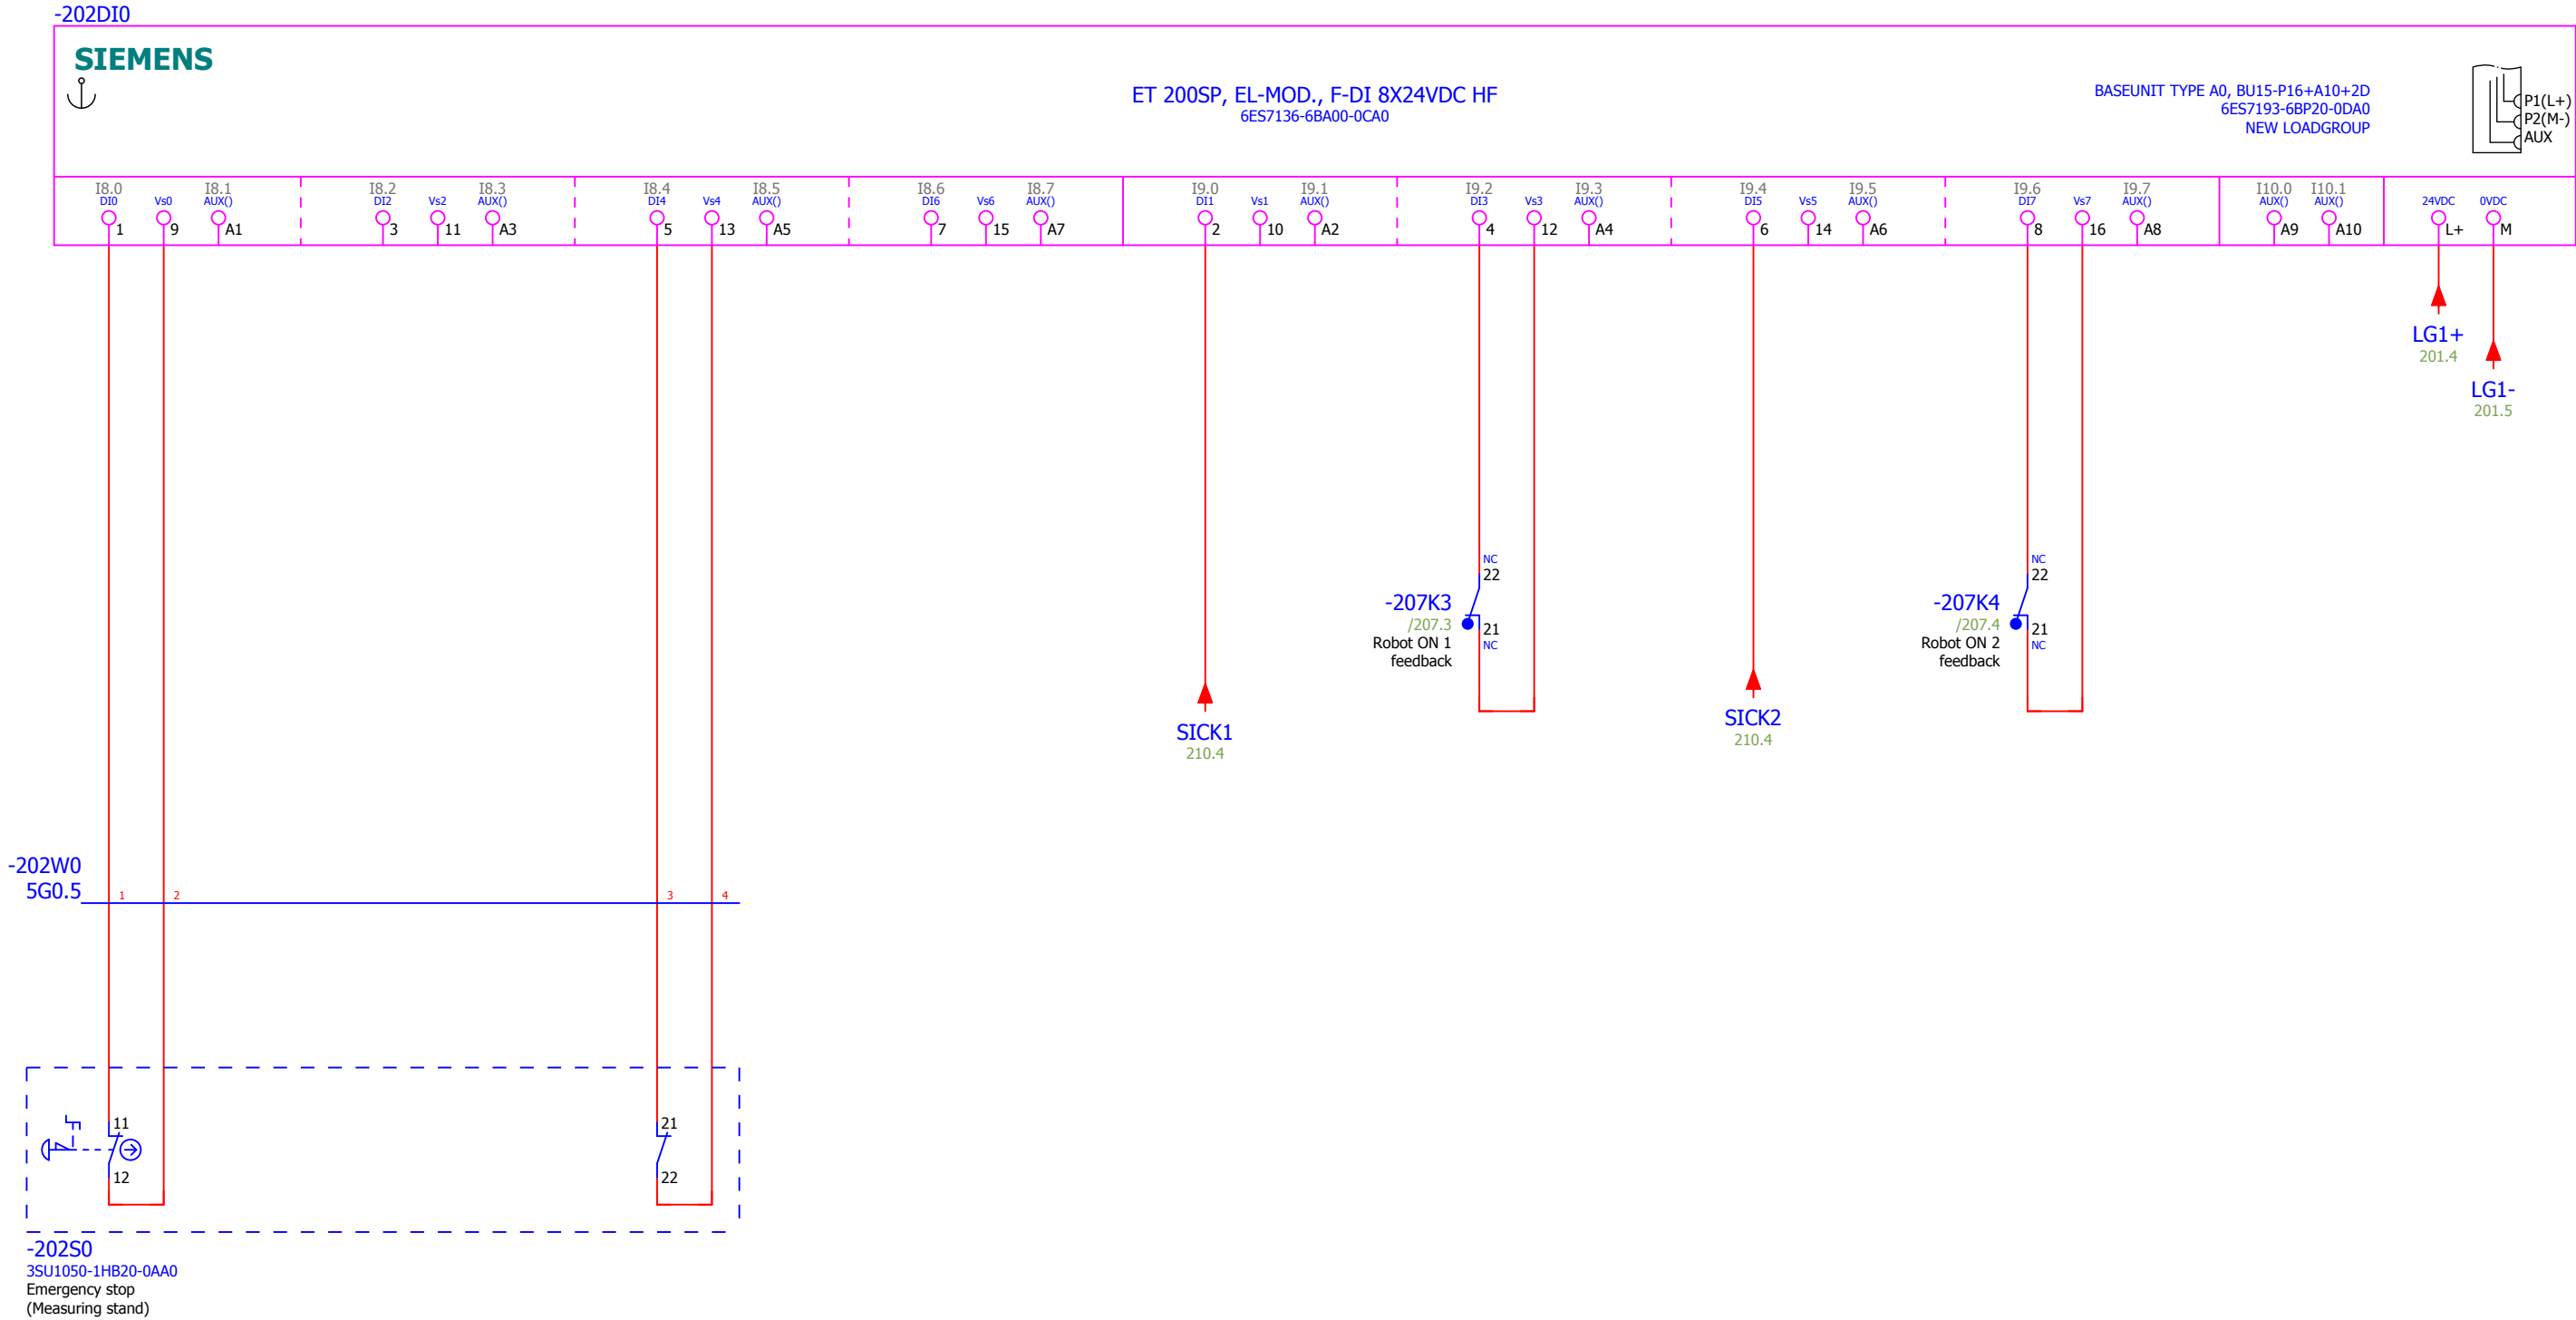 -202DI0
SIEMENS
ET 200SP, EL-MOD., F-DI 8X24VDC HF
6ES7136-6BA00-0CA0
BASEUNIT TYPE A0, BU15-P16+A10+2D
6ES7193-6BP20-0DA0
NEW LOADGROUP
P1(L+)
P2(M-)
AUX
I8.0 I8.1 I8.2 I8.3 I8.4 I8.5 I8.6 I8.7 I9.0 I9.1 I9.2 I9.3 I9.4 I9.5 I9.6 I9.7 I10.0 I10.1
DI0 Vs0 AUX() DI2 Vs2 AUX() DI4 Vs4 AUX() DI6 Vs6 AUX() DI1 Vs1 AUX() DI3 Vs3 AUX() DI5 Vs5 AUX() DI7 Vs7 AUX() AUX() AUX() 24VDC 0VDC
1 9 A1 3 11 A3 5 13 A5 7 15 A7 2 10 A2 4 12 A4 6 14 A6 8 16 A8 A9 A10 L+ M
LG1+
201.4
LG1-
201.5
NC
22
-207K3
/207.3
21
Robot ON 1
NC
feedback
NC
22
-207K4
/207.4
21
Robot ON 2
NC
feedback
SICK1
210.4
SICK2
210.4
-202W0
5G0.5
1 2 3 4
11
12
21
22
-202S0
3SU1050-1HB20-0AA0
Emergency stop
(Measuring stand)